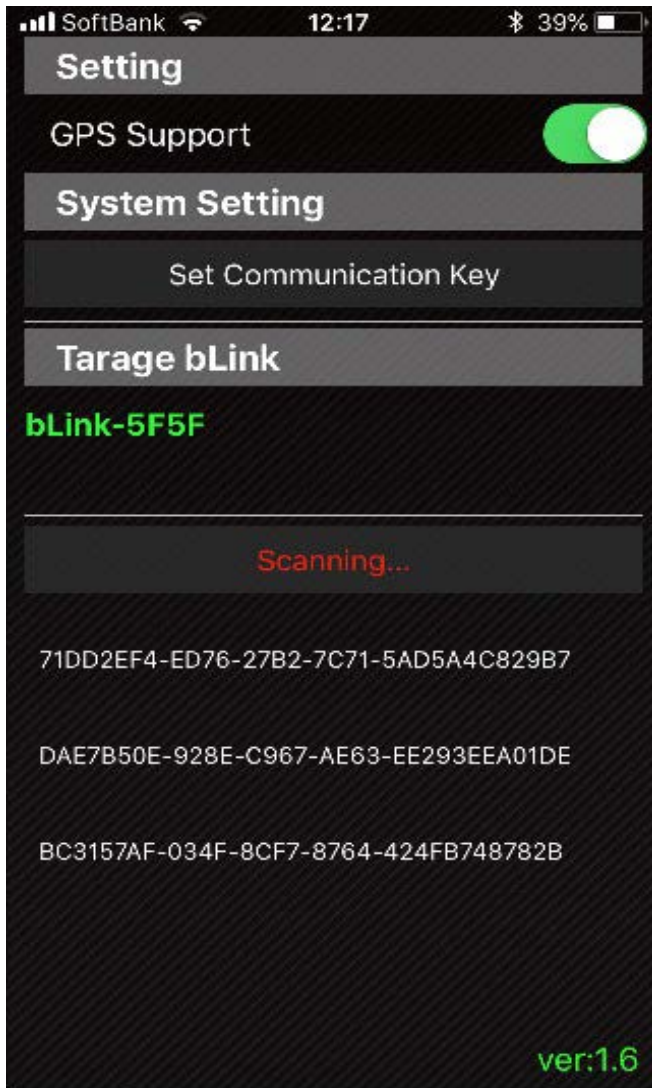 SoftBank 12:17 39%
Setting
GPS Support
System Setting
Set Communication Key
Tarage bLink
bLink-5F5F
Scanning...
71DD2EF4-ED76-27B2-7C71-5AD5A4C829B7
DAE7B50E-928E-C967-AE63-EE293EEA01DE
BC3157AF-034F-8CF7-8764-424FB748782B
ver:1.6